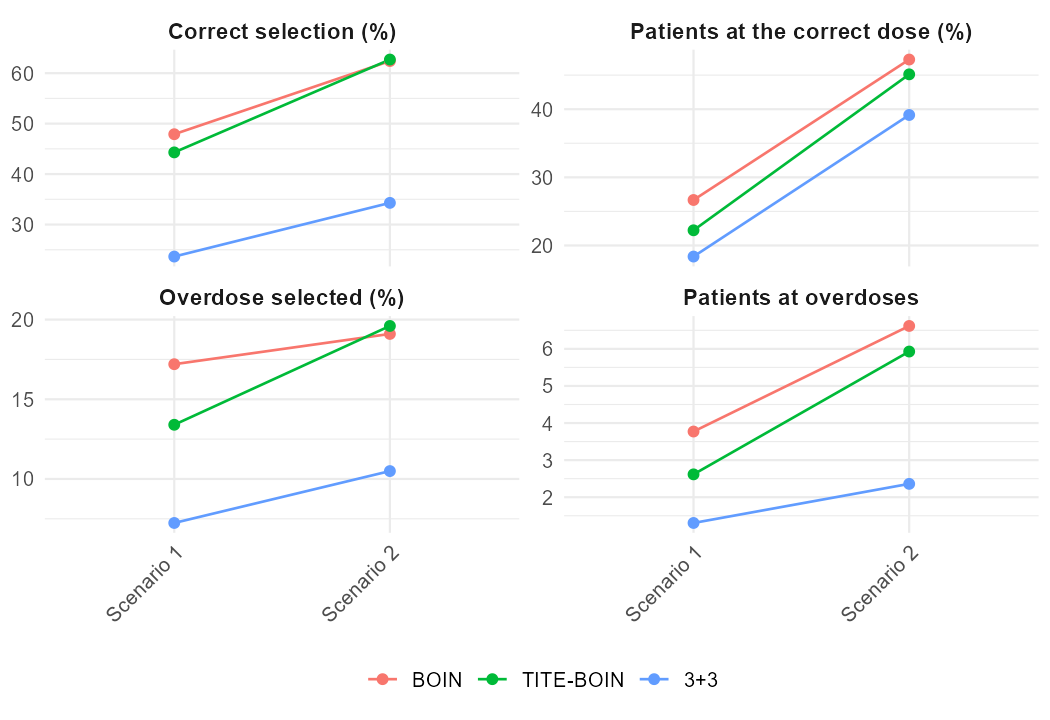 Correct selection (%)
Patients at the correct dose (%)
60
50
40
30
40
30
20
Overdose selected (%)
Patients at overdoses
20
15
10
6
5
4
3
2
Scenario 1
Scenario 2
Scenario 1
Scenario 2
BOIN TITE-BOIN 3+3